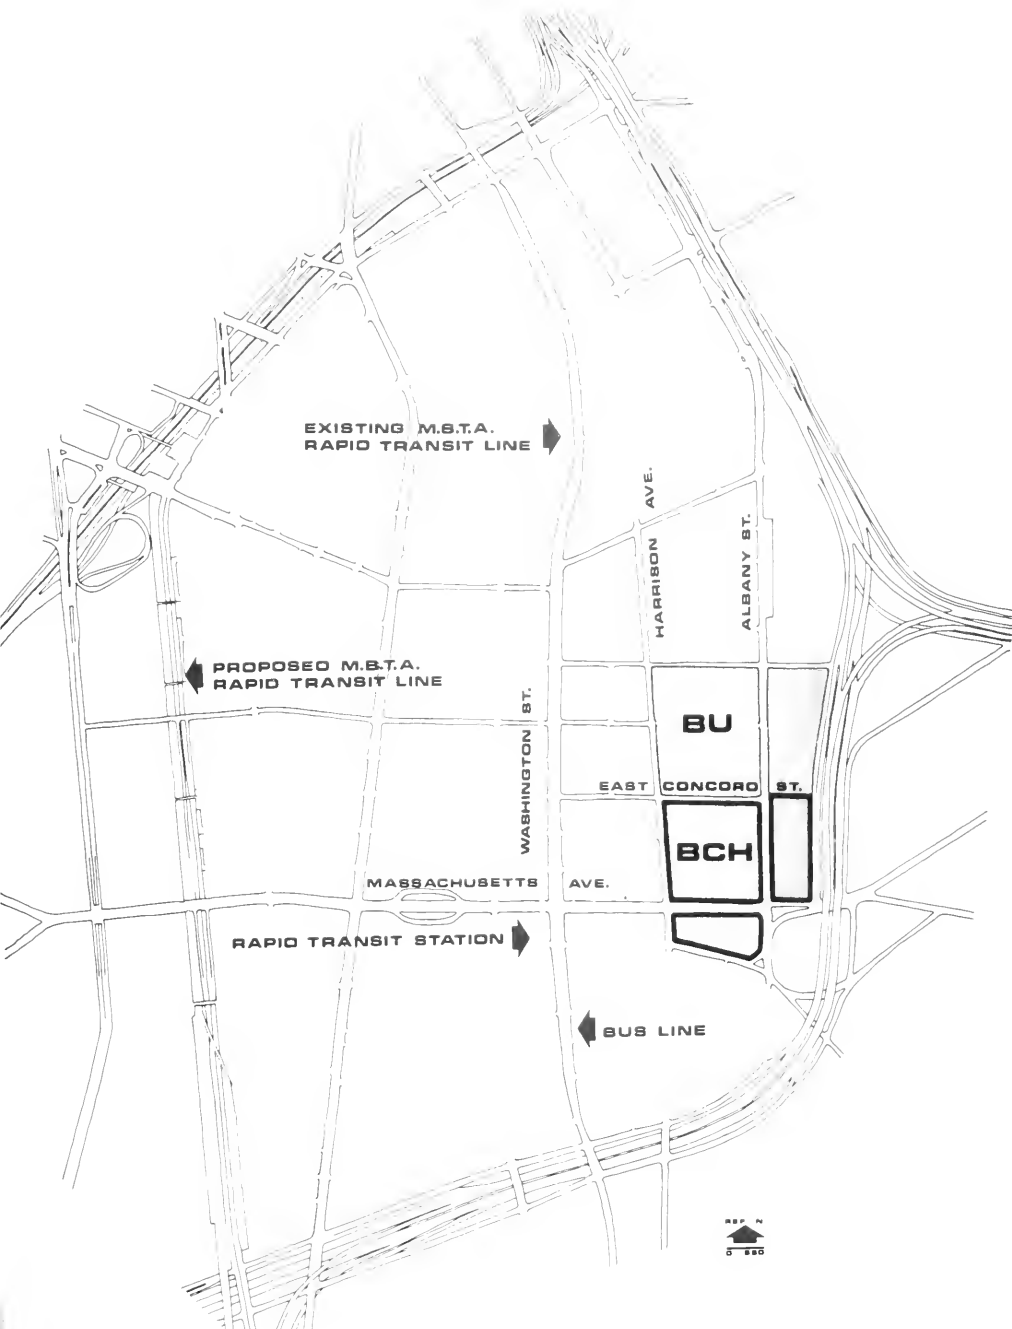 EXISTING M.B.T.A.
RAPID TRANSIT LINE
HARRISON AVE.
ALBANY ST.
PROPOSED M.B.T.A.
RAPID TRANSIT LINE
WASHINGTON ST.
BU
EAST CONCORD ST.
BCH
MASSACHUSETTS AVE.
RAPID TRANSIT STATION
BUS LINE
REF N